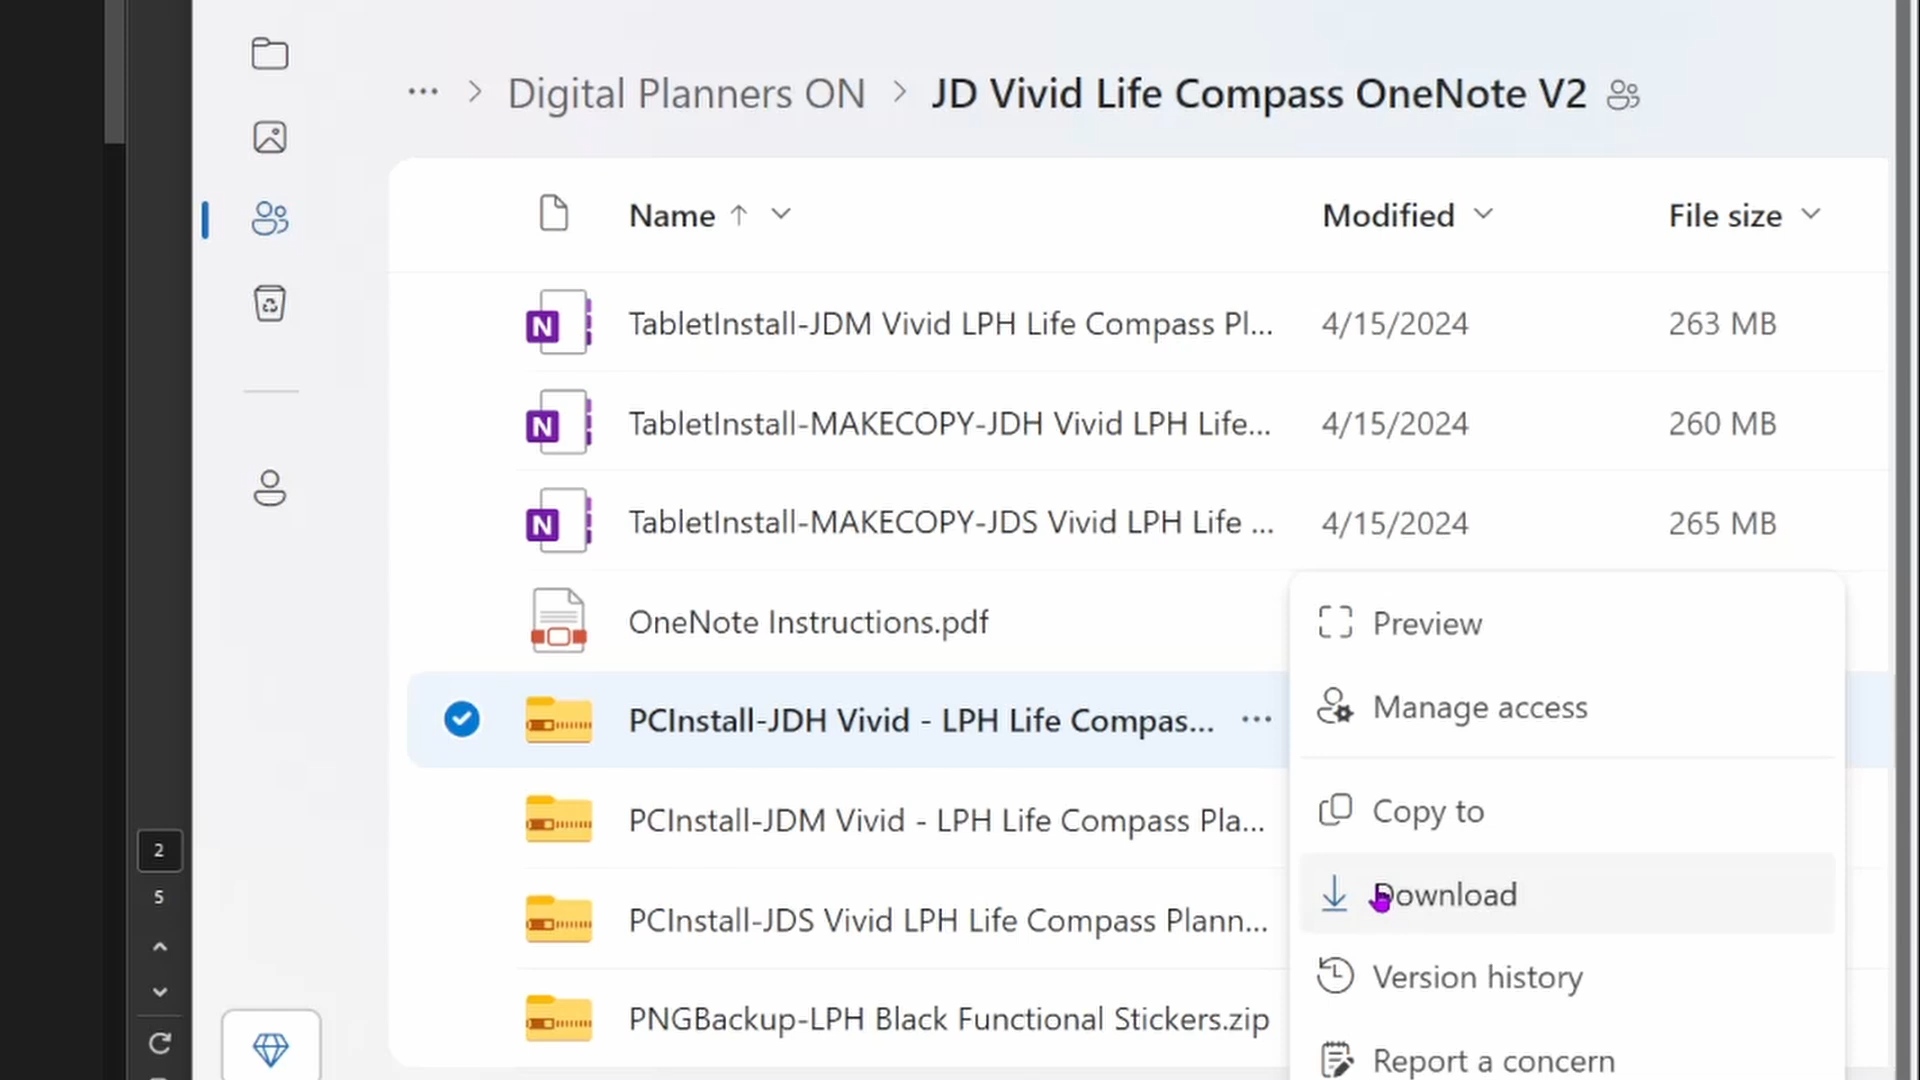 ... > Digital Planners ON > JD Vivid Life Compass OneNote V2
Name Modified File size
TabletInstall-JDM Vivid LPH Life Compass Pl... 4/15/2024 263 MB
TabletInstall-MAKECOPY-JDH Vivid LPH Life... 4/15/2024 260 MB
TabletInstall-MAKECOPY-JDS Vivid LPH Life ... 4/15/2024 265 MB
OneNote Instructions.pdf
PCInstall-JDH Vivid - LPH Life Compas... ...
PCInstall-JDM Vivid - LPH Life Compass Pla...
PCInstall-JDS Vivid LPH Life Compass Plann...
PNGBackup-LPH Black Functional Stickers.zip
Preview
Manage access
Copy to
Download
Version history
Report a concern
2
5